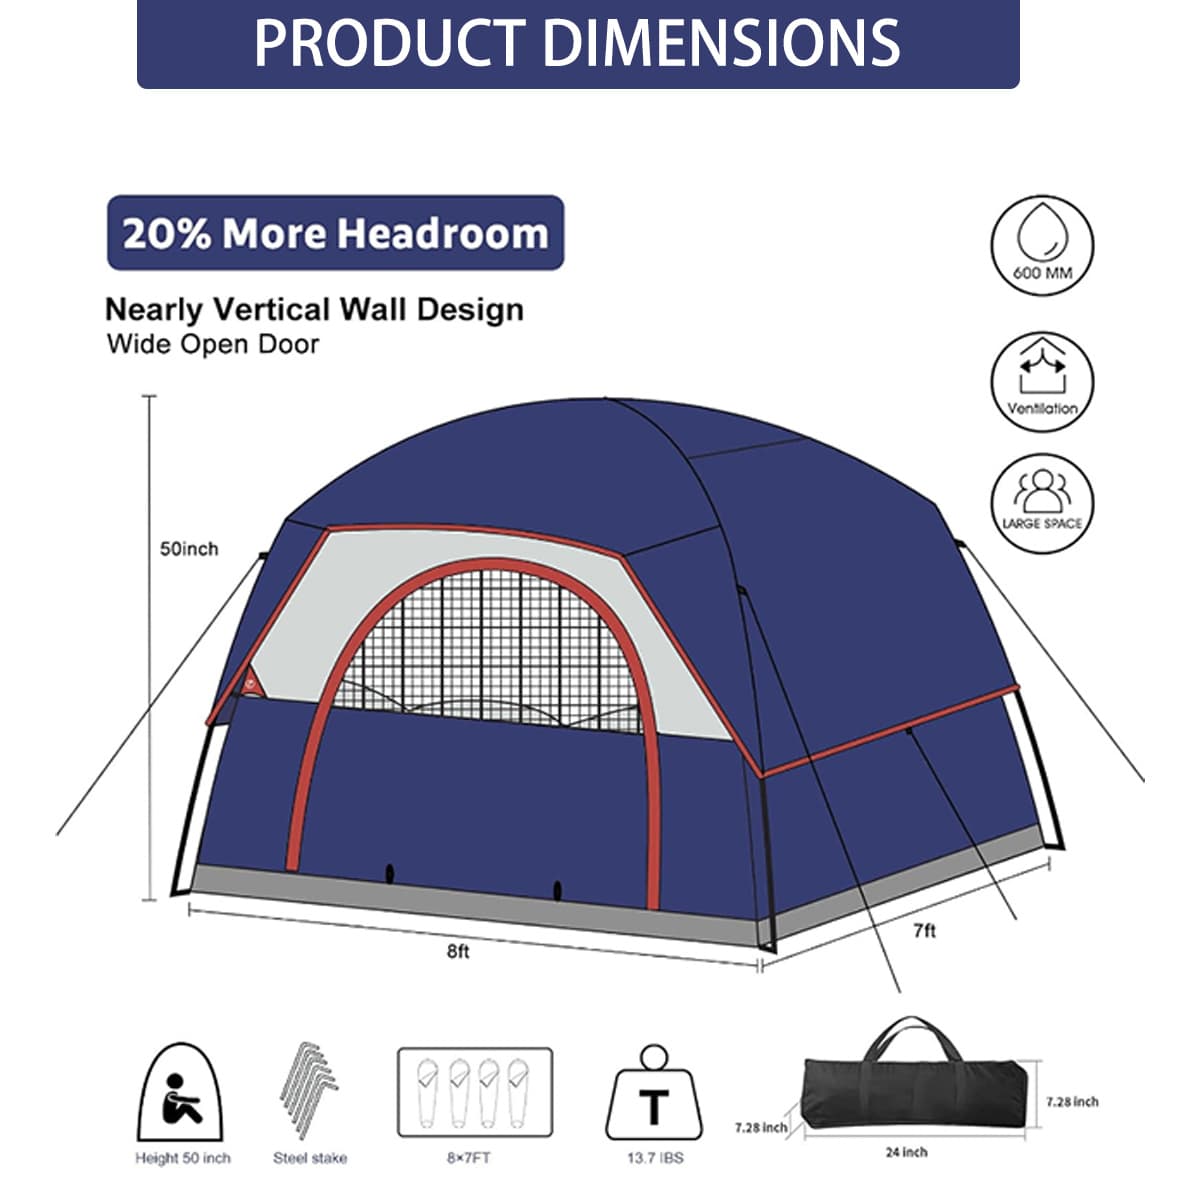 PRODUCT DIMENSIONS
20% More Headroom
Nearly Vertical Wall Design
Wide Open Door
600 MM
Ventilation
LARGE SPACE
50inch
8ft
7ft
Height 50 inch
Steel stake
8×7FT
T
13.7 IBS
7.28 inch
24 inch
7.28 inch